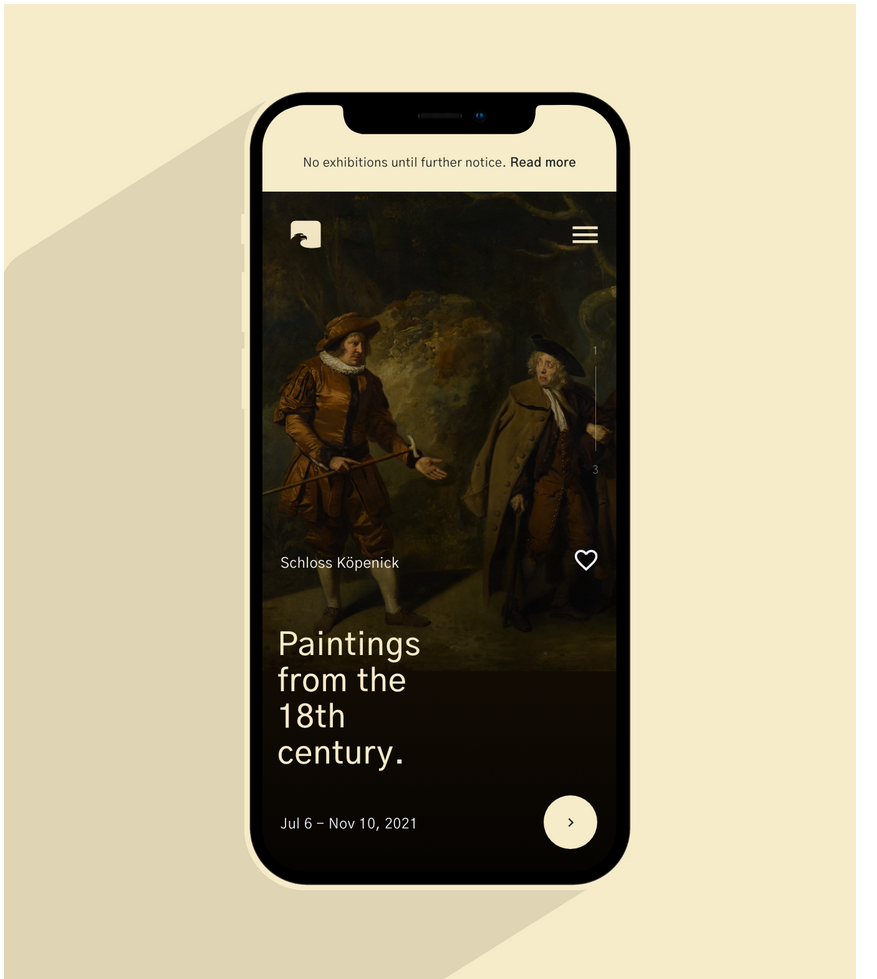 No exhibitions until further notice. Read more
1
3
Schloss Köpenick
Paintings
from the
18th
century.
Jul 6 – Nov 10, 2021